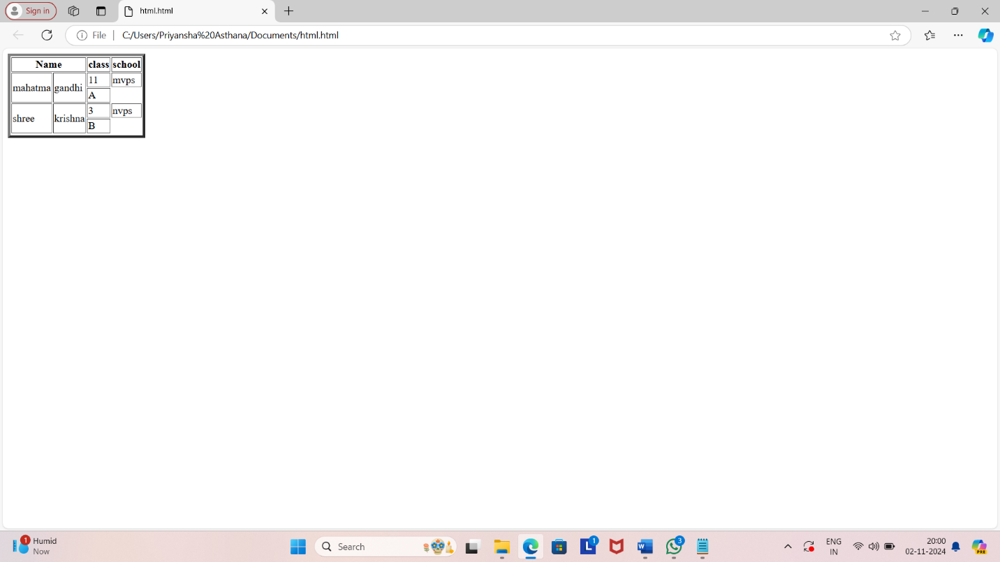 Sign in
html.html
File
C:/Users/Priyansha%20Asthana/Documents/html.html
Name class school
mahatma gandhi 11 mvps
A
shree krishna 3 nvps
B
1
Humid
Now
Search
L
1
W
3
ENG
IN
20:00
02-11-2024
PRE